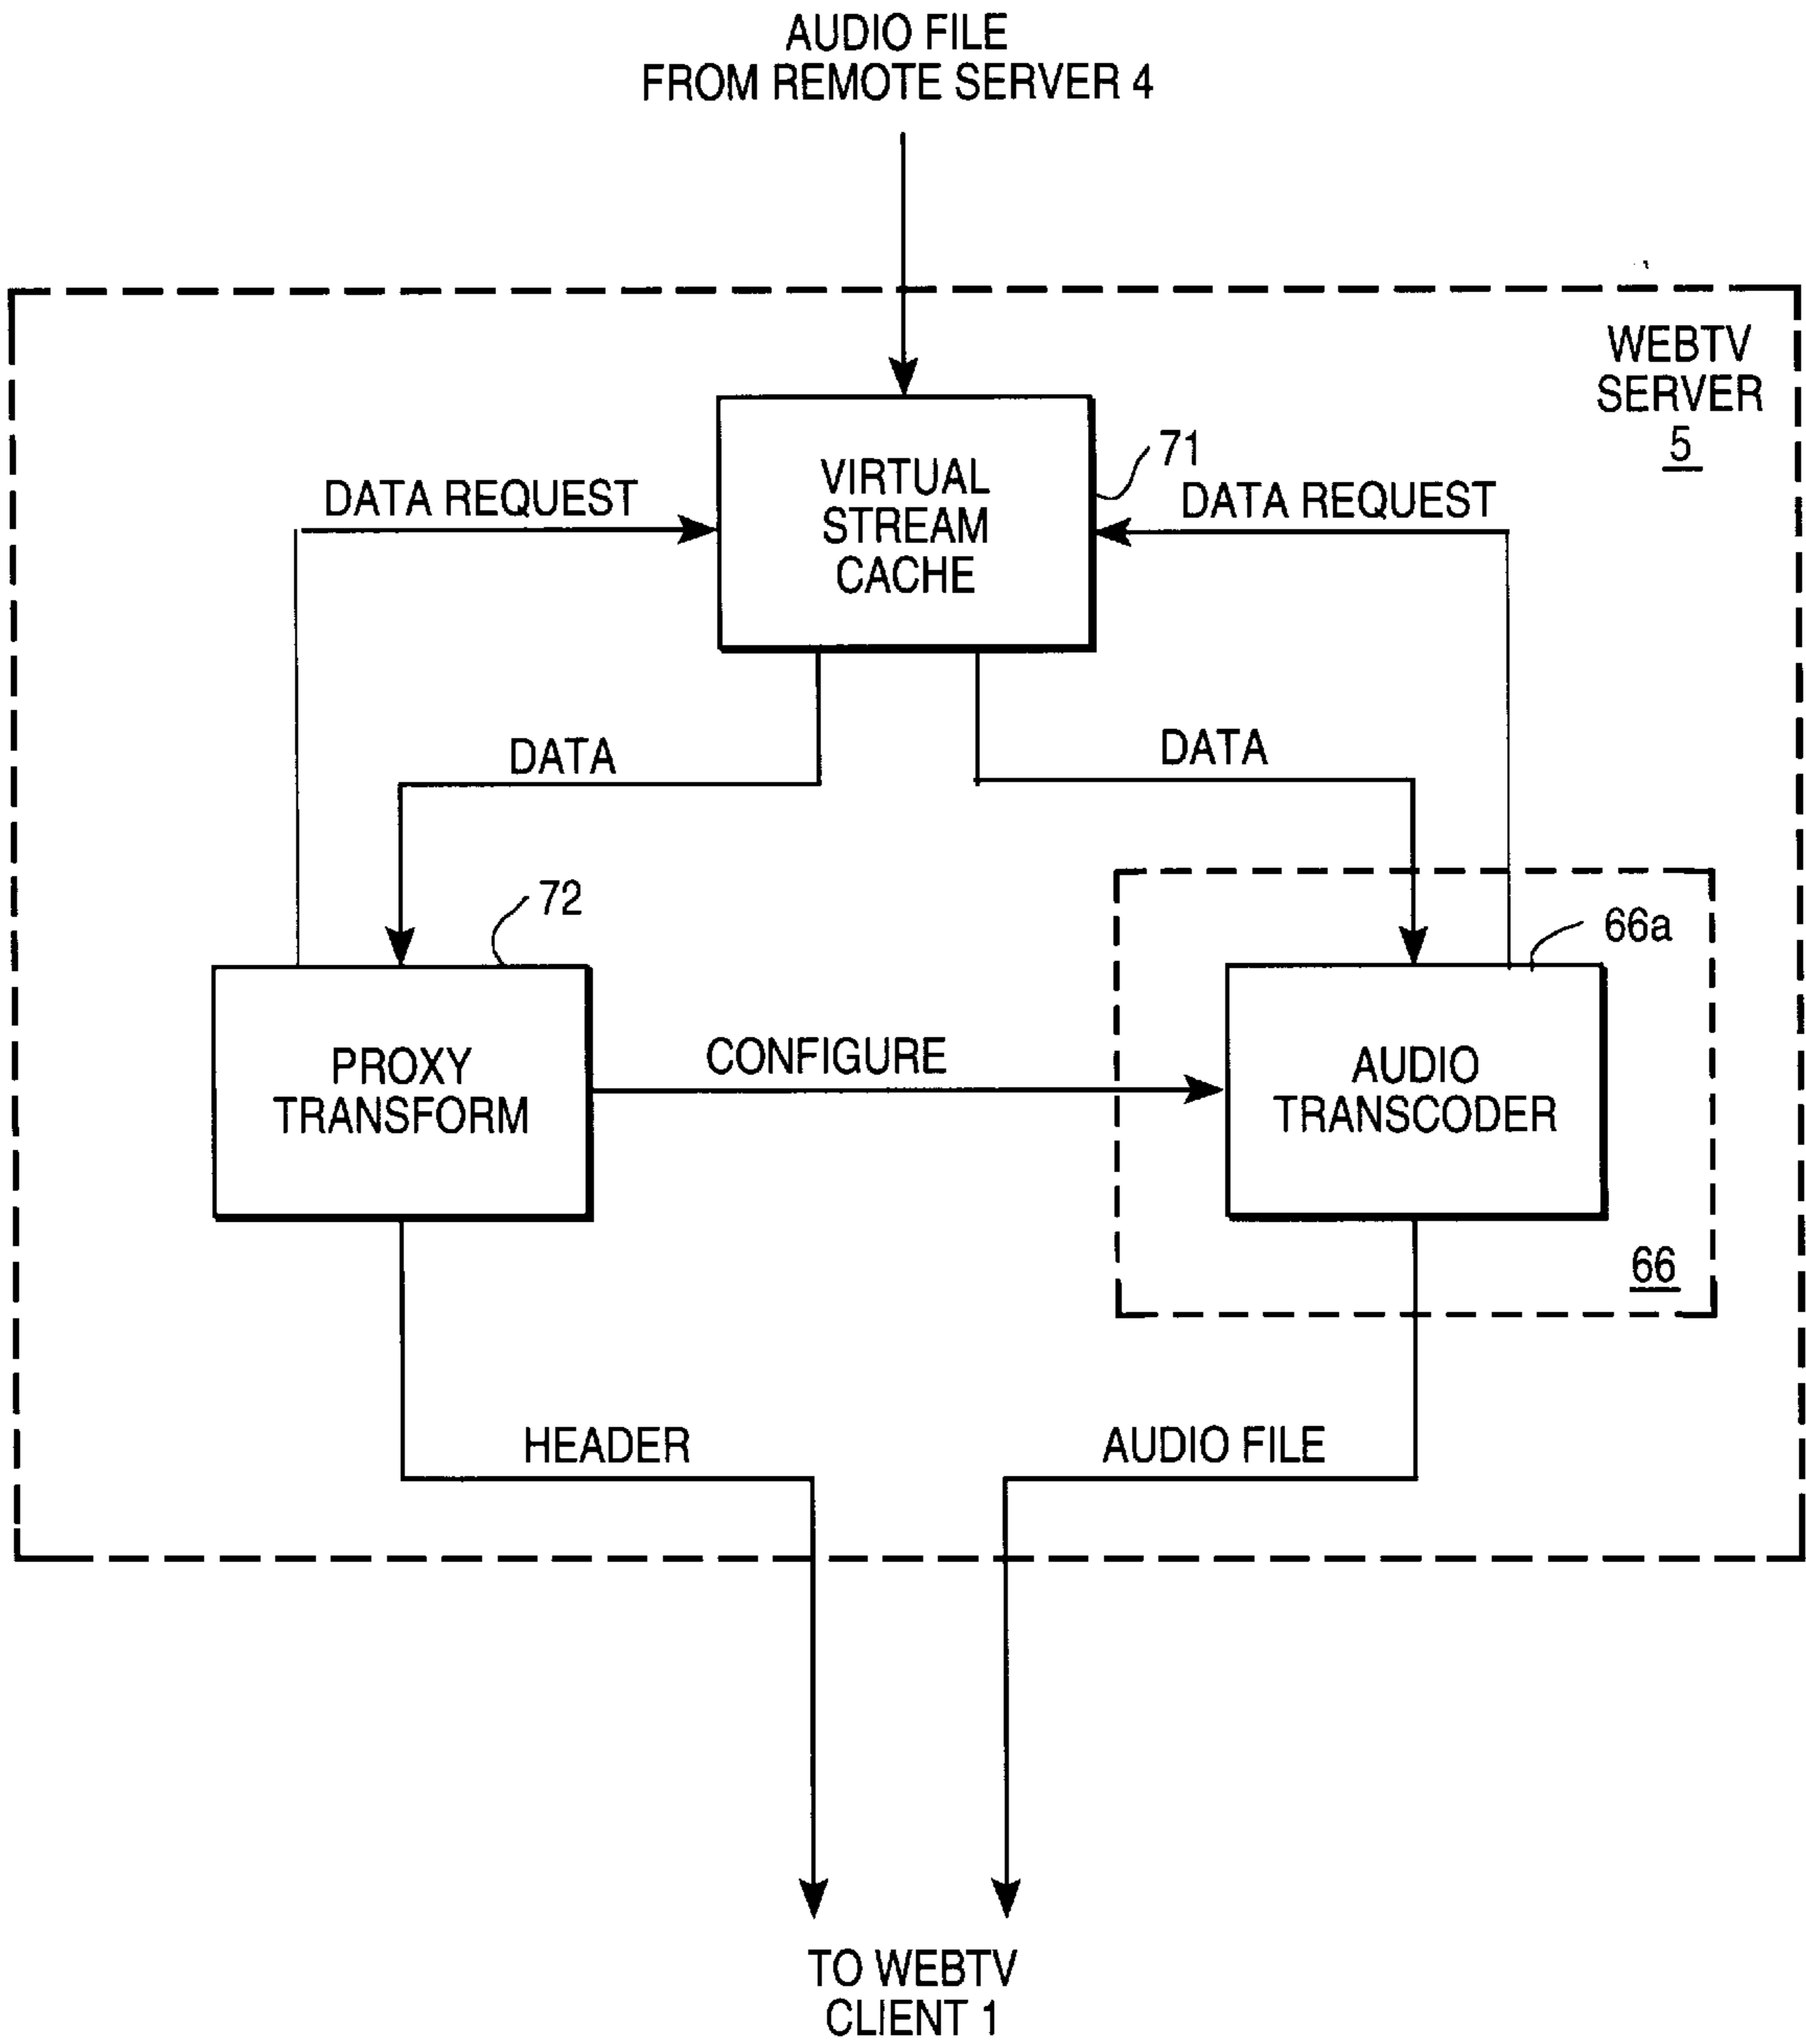 AUDIO FILE
FROM REMOTE SERVER 4
WEBTV
SERVER
5
71
DATA REQUEST
VIRTUAL
STREAM
CACHE
DATA REQUEST
DATA
DATA
72
66a
PROXY
TRANSFORM
CONFIGURE
AUDIO
TRANSCODER
66
HEADER
AUDIO FILE
TO WEBTV
CLIENT 1